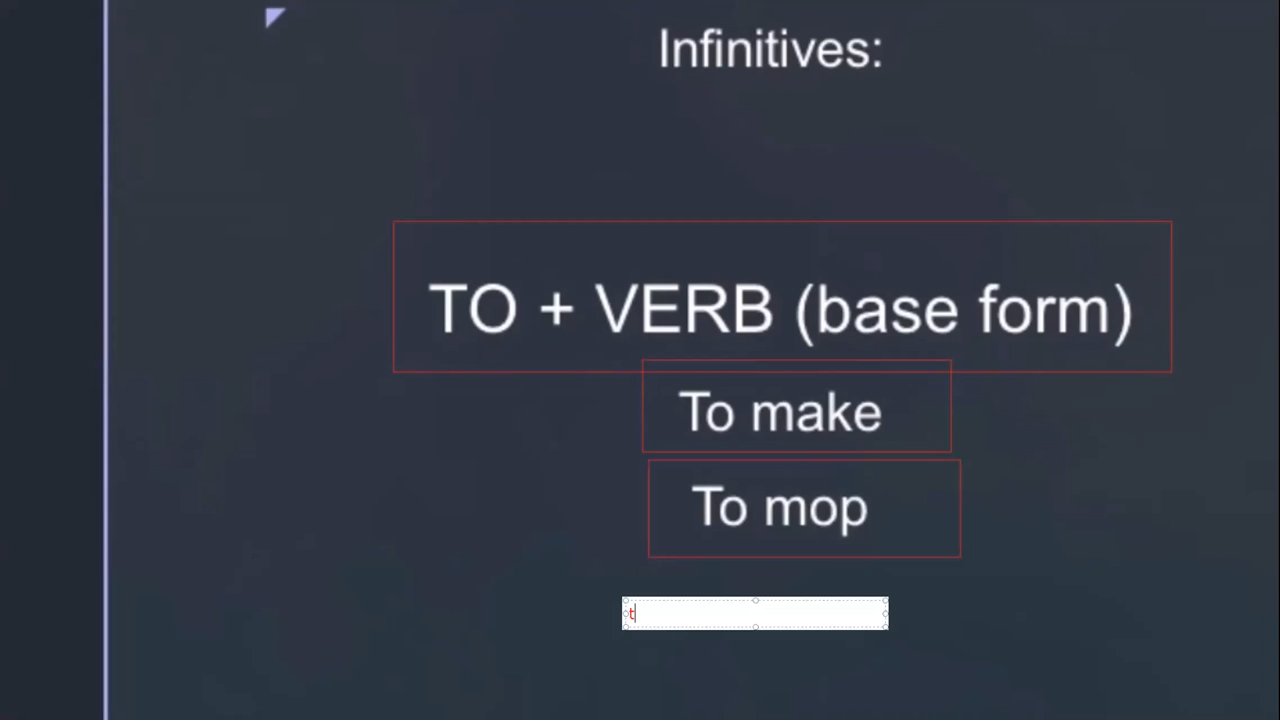 Infinitives:
TO + VERB (base form)
To make
To mop
t